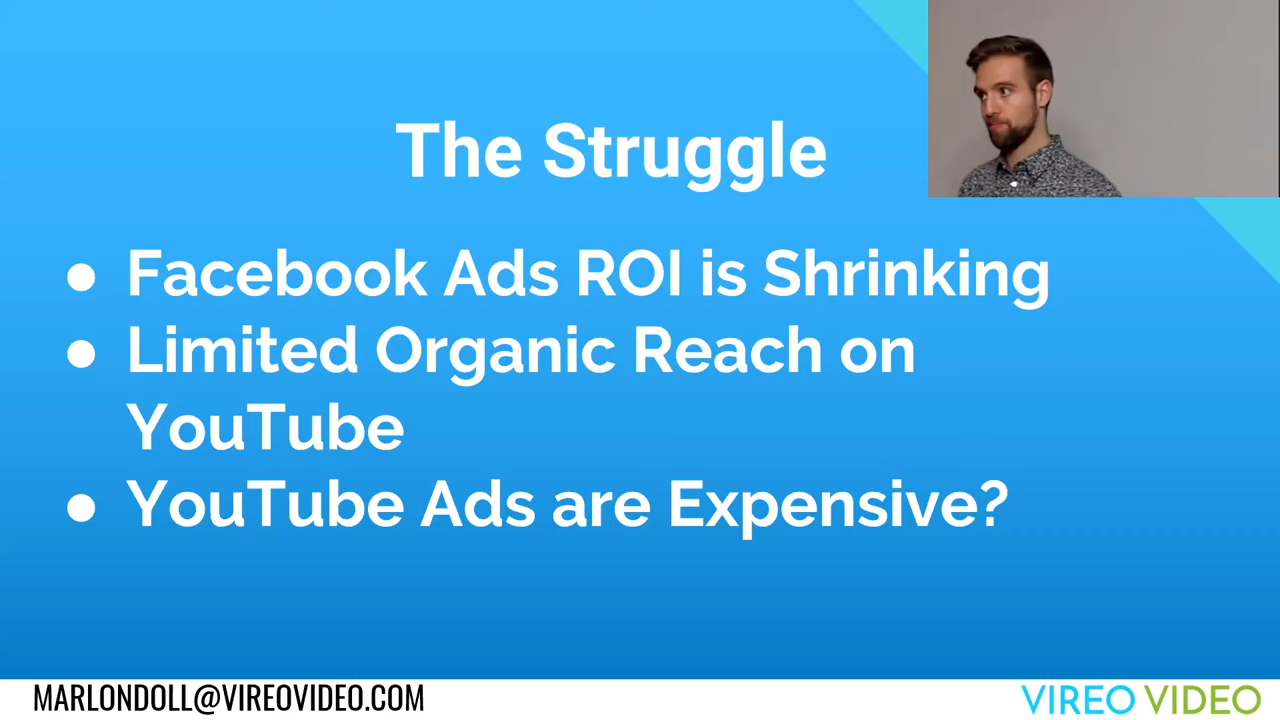 The Struggle
● Facebook Ads ROI is Shrinking
● Limited Organic Reach on
YouTube
● YouTube Ads are Expensive?
MARLONDOLL@VIREOVIDEO.COM
VIREO VIDEO